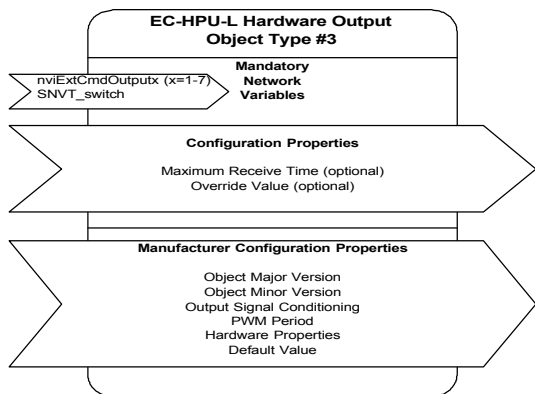 EC-HPU-L Hardware Output
Object Type #3
Mandatory
Network
Variables
nviExtCmdOutputx (x=1-7)
SNVT_switch
Configuration Properties
Maximum Receive Time (optional)
Override Value (optional)
Manufacturer Configuration Properties
Object Major Version
Object Minor Version
Output Signal Conditioning
PWM Period
Hardware Properties
Default Value